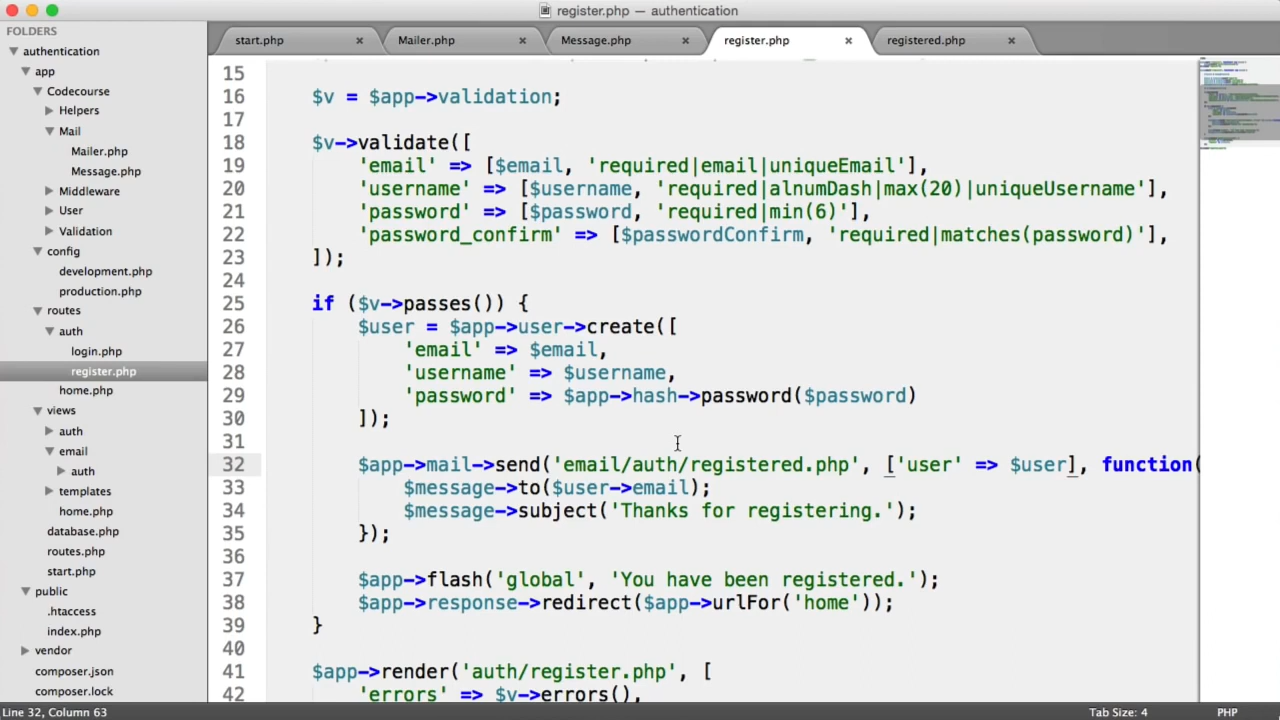 register.php — authentication
FOLDERS
authentication
app
Codecourse
Helpers
Mail
Mailer.php
Message.php
Middleware
User
Validation
config
development.php
production.php
routes
auth
login.php
register.php
home.php
views
auth
email
auth
templates
home.php
database.php
routes.php
start.php
public
.htaccess
index.php
vendor
composer.json
composer.lock
start.php × Mailer.php × Message.php × register.php × registered.php ×
15
16 $v = $app->validation;
17
18 $v->validate([
19 'email' => [$email, 'required|email|uniqueEmail'],
20 'username' => [$username, 'required|alnumDash|max(20)|uniqueUsername'],
21 'password' => [$password, 'required|min(6)'],
22 'password_confirm' => [$passwordConfirm, 'required|matches(password)'],
23 ]);
24
25 if ($v->passes()) {
26 $user = $app->user->create([
27 'email' => $email,
28 'username' => $username,
29 'password' => $app->hash->password($password)
30 ]);
31
32 $app->mail->send('email/auth/registered.php', ['user' => $user], function(
33 $message->to($user->email);
34 $message->subject('Thanks for registering.');
35 });
36
37 $app->flash('global', 'You have been registered.');
38 $app->response->redirect($app->urlFor('home'));
39 }
40
41 $app->render('auth/register.php', [
42 'errors' => $v->errors(),
Line 32, Column 63
Tab Size: 4
PHP